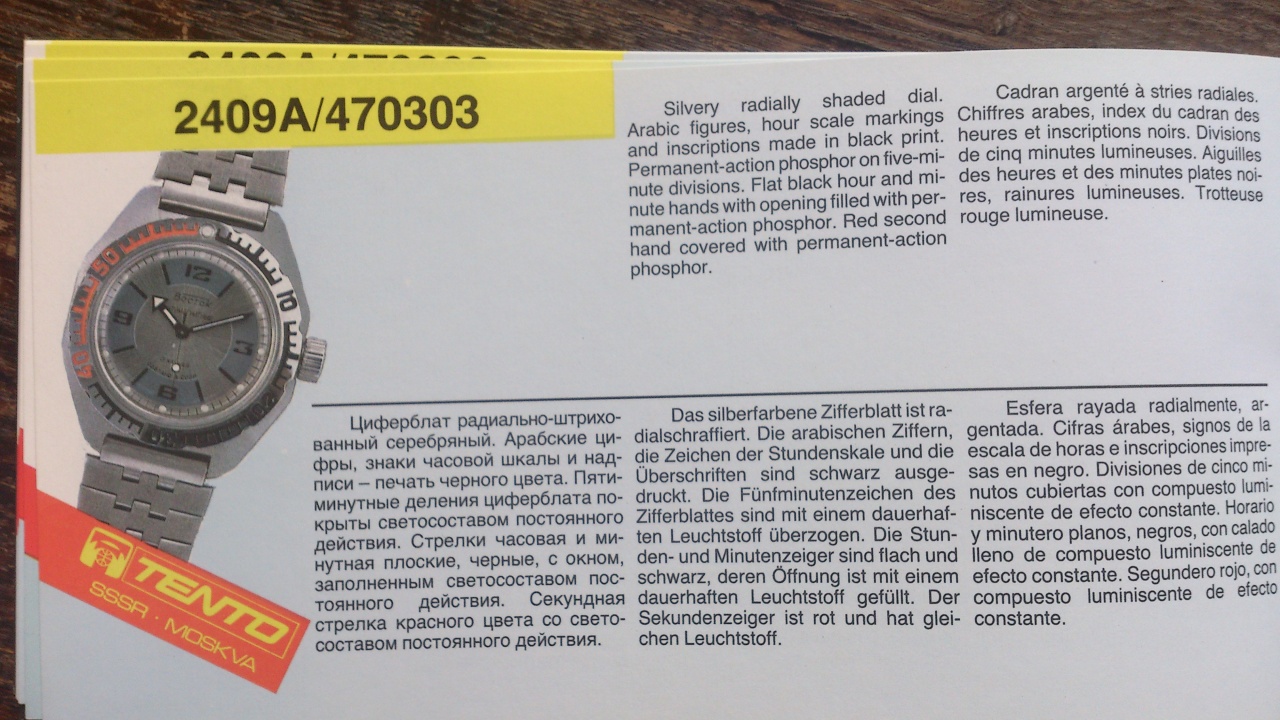 2409A/470303
Silvery radially shaded dial.
Arabic figures, hour scale markings
and inscriptions made in black print.
Permanent-action phosphor on five-mi-
nute divisions. Flat black hour and mi-
nute hands with opening filled with per-
manent-action phosphor. Red second
hand covered with permanent-action
phosphor.
Cadran argenté à stries radiales.
Chiffres arabes, index du cadran des
heures et inscriptions noirs. Divisions
de cinq minutes lumineuses. Aiguilles
des heures et des minutes plates noi-
res, rainures lumineuses. Trotteuse
rouge lumineuse.
12
50
10
9
3
6
60
Восток
Циферблат радиально-штрихо-
ванный серебряный. Арабские ци-
фры, знаки часовой шкалы и над-
писи – печать черного цвета. Пяти-
минутные деления циферблата по-
крыты светосоставом постоянного
действия. Стрелки часовая и ми-
нутная плоские, черные, с окном,
заполненным светосоставом пос-
тоянного действия. Секундная
стрелка красного цвета со свето-
составом постоянного действия.
Das silberfarbene Zifferblatt ist ra-
dialschraffiert. Die arabischen Ziffern,
die Zeichen der Stundenskale und die
Überschriften sind schwarz ausge-
druckt. Die Fünfminutenzeichen des
Zifferblattes sind mit einem dauerhaf-
ten Leuchtstoff überzogen. Die Stun-
den- und Minutenzeiger sind flach und
schwarz, deren Öffnung ist mit einem
dauerhaften Leuchtstoff gefüllt. Der
Sekundenzeiger ist rot und hat glei-
chen Leuchtstoff.
Esfera rayada radialmente, ar-
gentada. Cifras árabes, signos de la
escala de horas e inscripciones impre-
sas en negro. Divisiones de cinco mi-
nutos cubiertas con compuesto lumi-
niscente de efecto constante. Horario
y minutero planos, negros, con calado
lleno de compuesto luminiscente de
efecto constante. Segundero rojo, con
compuesto luminiscente de efecto
constante.
TENTO
SSSR · MOSKVA